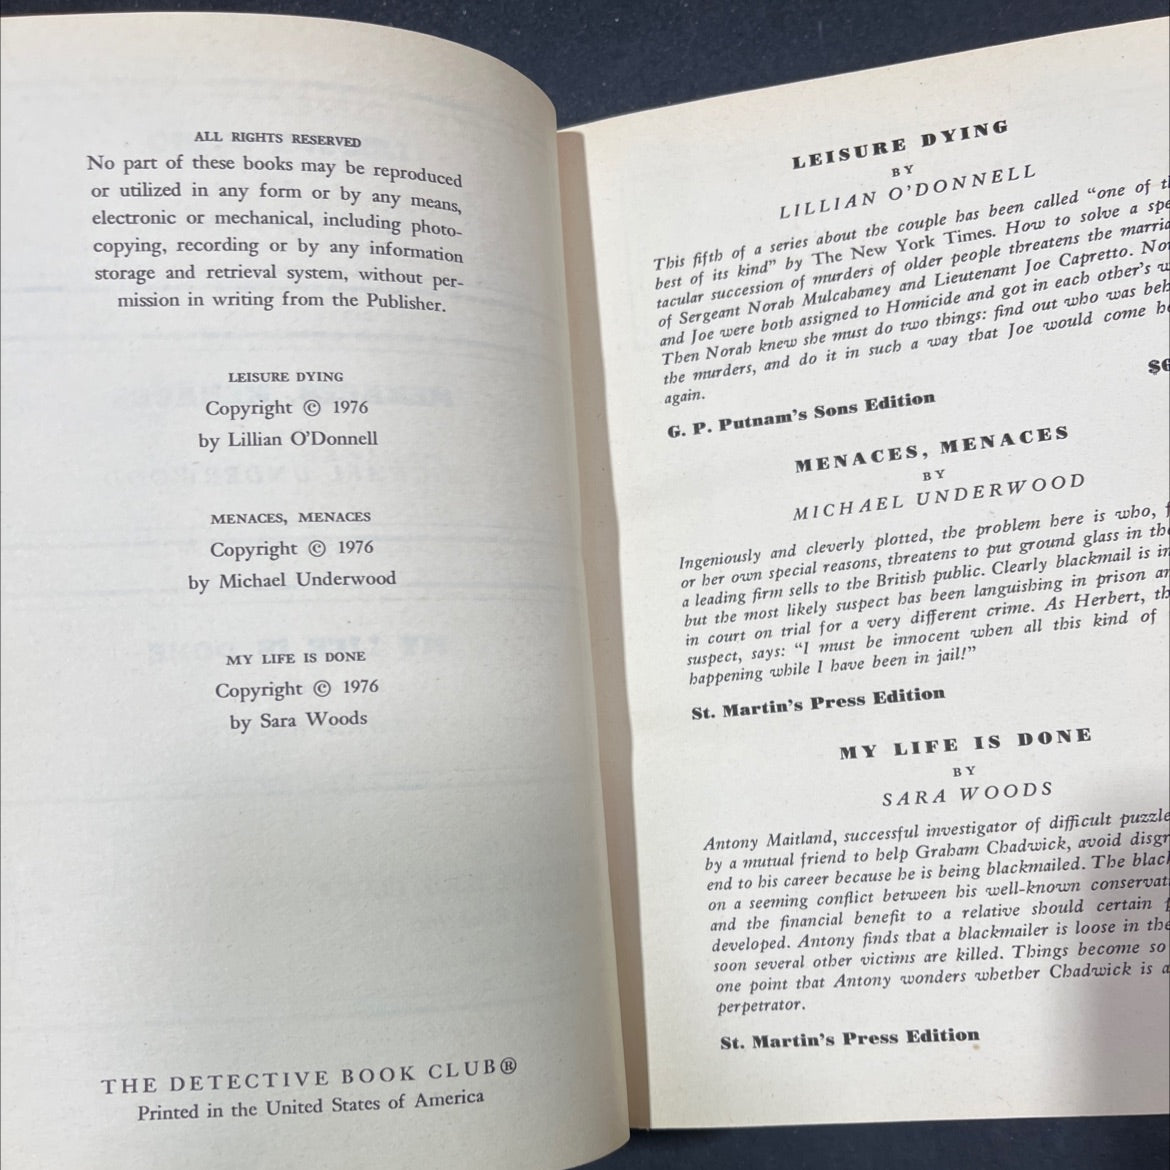 ALL RIGHTS RESERVED
No part of these books may be reproduced
or utilized in any form or by any means,
electronic or mechanical, including photo-
copying, recording or by any information
storage and retrieval system, without per-
mission in writing from the Publisher.
LEISURE DYING
Copyright © 1976
by Lillian O'Donnell
MENACES, MENACES
Copyright © 1976
by Michael Underwood
MY LIFE IS DONE
Copyright © 1976
by Sara Woods
THE DETECTIVE BOOK CLUB®
Printed in the United States of America
LEISURE DYING
BY
LILLIAN O'DONNELL
This fifth of a series about the couple has been called "one of
best of its kind" by The New York Times. How to solve a
tacular succession of murders of older people threatens the
of Sergeant Norah Mulcahaney and Lieutenant Joe Capretto.
and Joe were both assigned to Homicide and got in each other's
Then Norah knew she must do two things: find out who was
the murders, and do it in such a way that Joe would come
again.
G. P. Putnam's Sons Edition
MENACES, MENACES
BY
MICHAEL UNDERWOOD
Ingeniously and cleverly plotted, the problem here is who,
or her own special reasons, threatens to put ground glass in
a leading firm sells to the British public. Clearly blackmail is
but the most likely suspect has been languishing in prison
in court on trial for a very different crime. As Herbert,
suspect, says: "I must be innocent when all this kind of
happening while I have been in jail!"
St. Martin's Press Edition
MY LIFE IS DONE
BY
SARA WOODS
Antony Maitland, successful investigator of difficult
by a mutual friend to help Graham Chadwick, avoid
end to his career because he is being blackmailed. The
on a seeming conflict between his well-known
and the financial benefit to a relative should certain
developed. Antony finds that a blackmailer is loose in
soon several other victims are killed. Things become so
one point that Antony wonders whether Chadwick is
perpetrator.
St. Martin's Press Edition